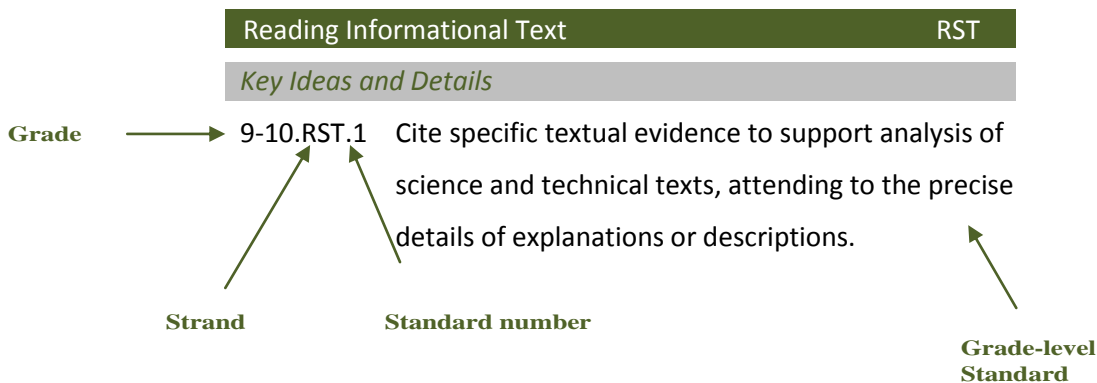 Reading Informational Text RST
Key Ideas and Details
Grade 9-10.RST.1 Cite specific textual evidence to support analysis of
science and technical texts, attending to the precise
details of explanations or descriptions.
Strand Standard number
Grade-level
Standard